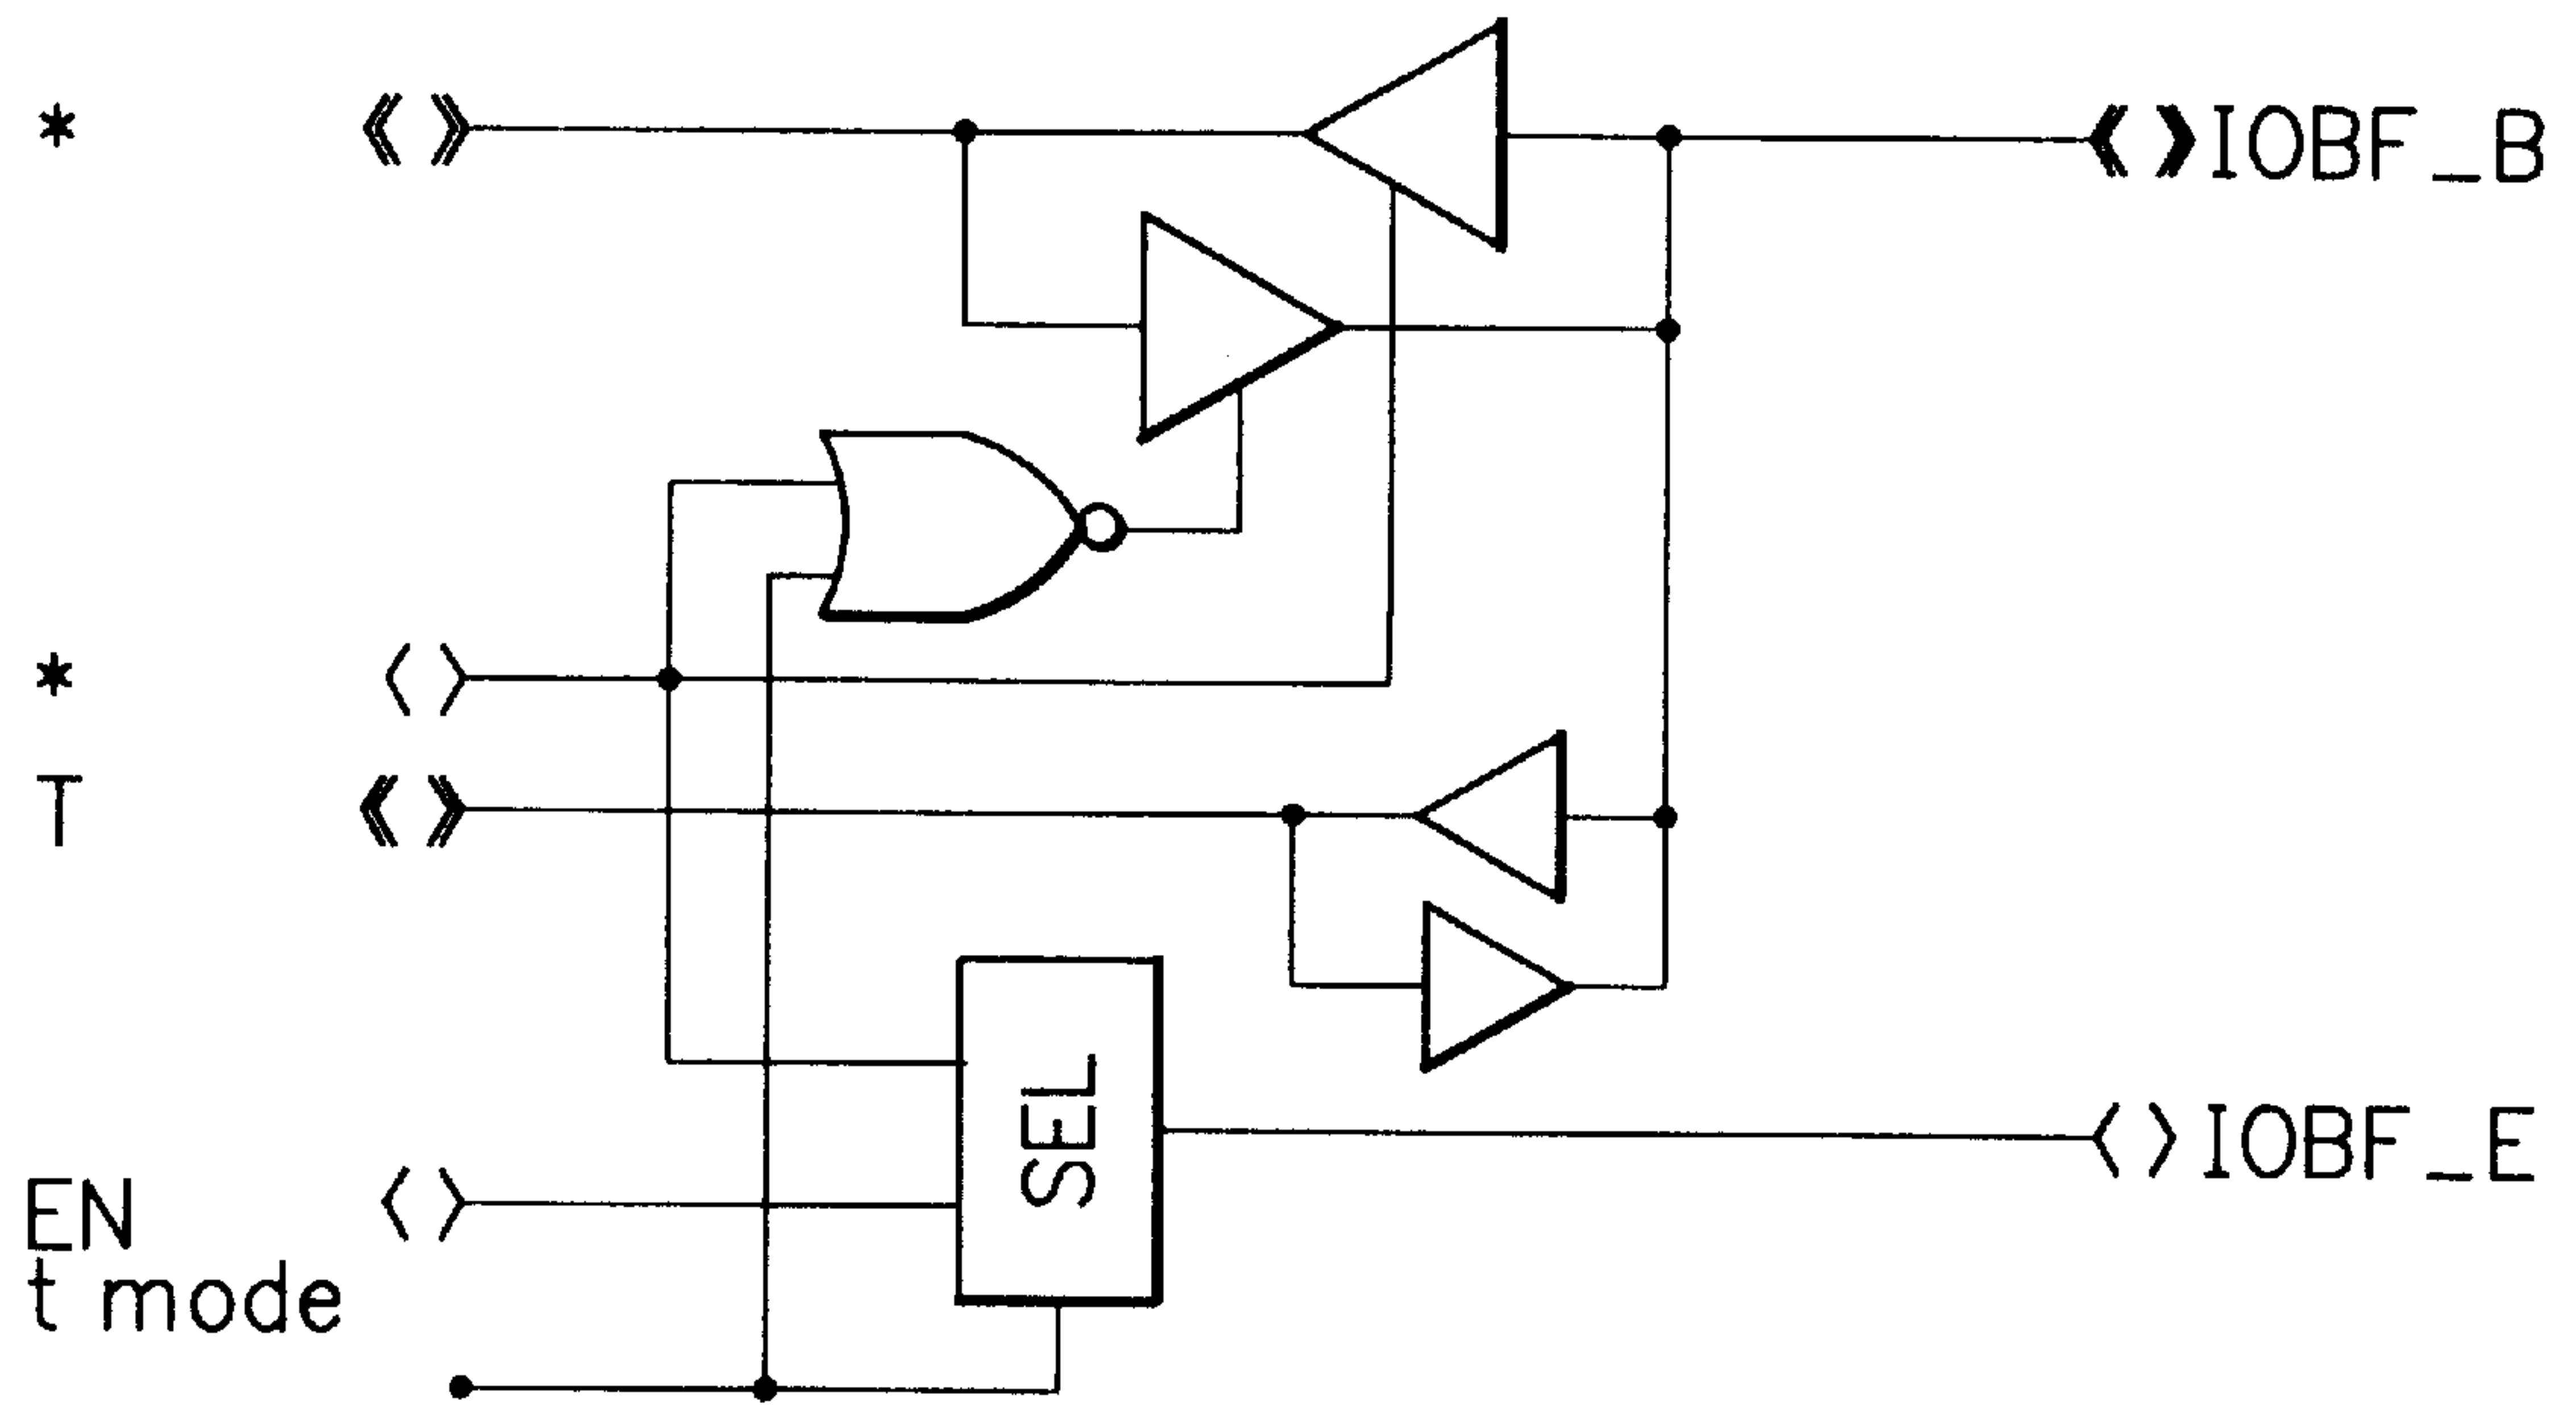 *
IOBF_B
*
T
SEL
IOBF_E
EN
t mode